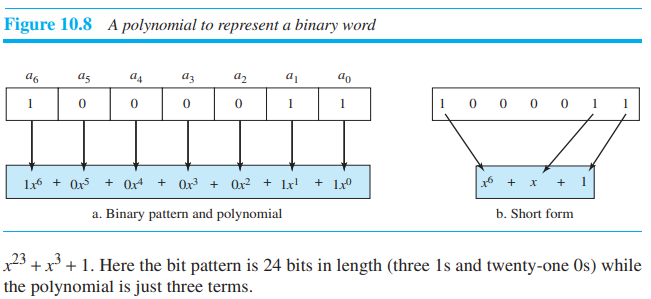 Figure 10.8 A polynomial to represent a binary word
a₆ a₅ a₄ a₃ a₂ a₁ a₀
1 0 0 0 0 1 1
1 0 0 0 0 1 1
1x⁶ + 0x⁵ + 0x⁴ + 0x³ + 0x² + 1x¹ + 1x⁰
x⁶ + x + 1
a. Binary pattern and polynomial
b. Short form
x²³ + x³ + 1. Here the bit pattern is 24 bits in length (three 1s and twenty-one 0s) while
the polynomial is just three terms.